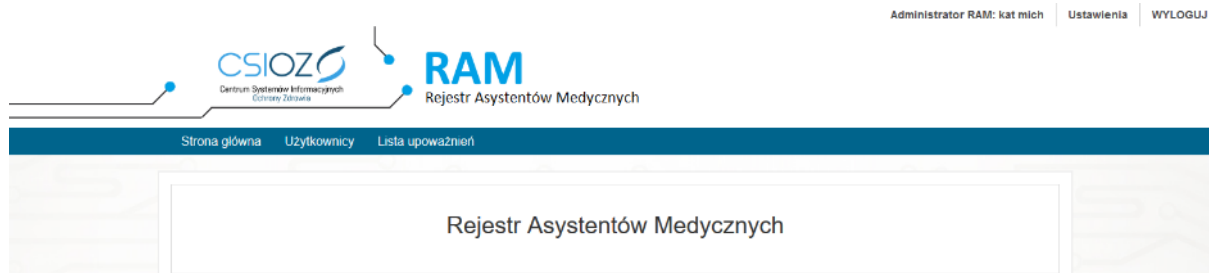 Administrator RAM: kat mich Ustawienia WYLOGUJ
CSIOZ
Centrum Systemów Informacyjnych
Ochrony Zdrowia
RAM
Rejestr Asystentów Medycznych
Strona główna Użytkownicy Lista upoważnień
Rejestr Asystentów Medycznych